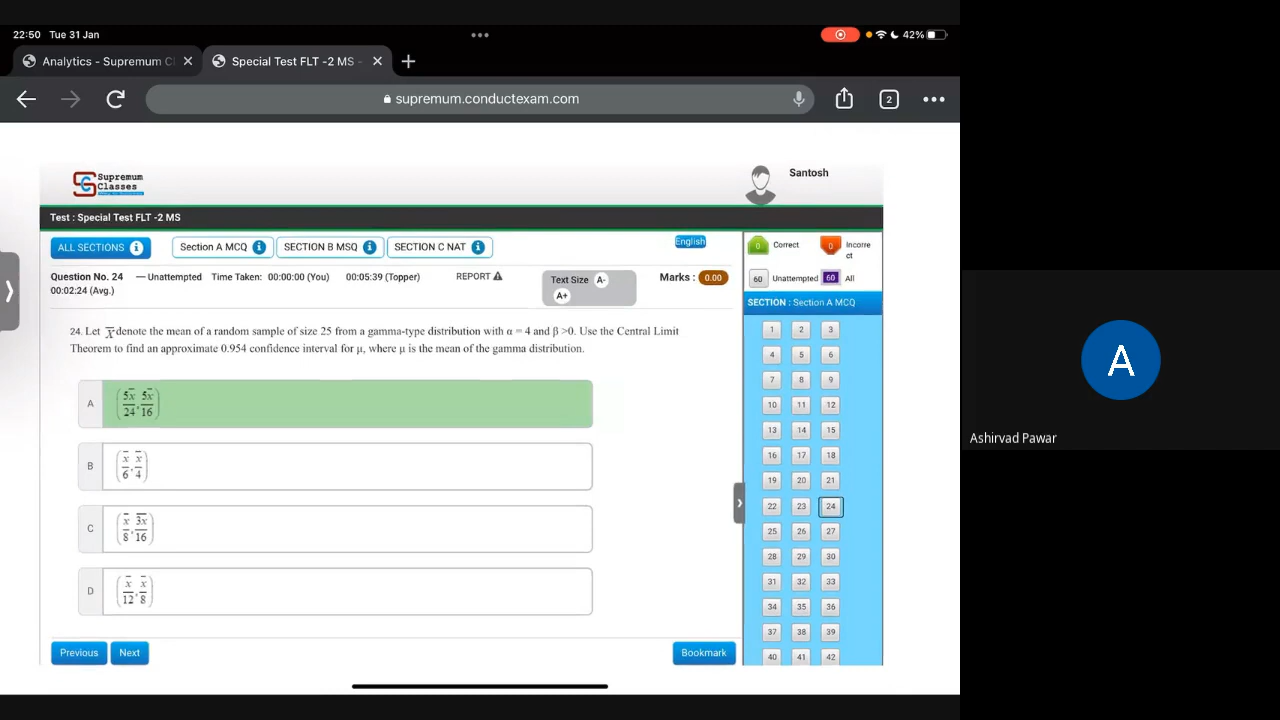 22:50 Tue 31 Jan
42%
Analytics - Supremum Cl
Special Test FLT -2 MS -
supremum.conductexam.com
2
Supremum
Classes
Santosh
Test : Special Test FLT -2 MS
ALL SECTIONS
Section A MCQ
SECTION B MSQ
SECTION C NAT
English
0 Correct
0 Incorre
ct
Question No. 24 — Unattempted Time Taken: 00:00:00 (You) 00:05:39 (Topper)
00:02:24 (Avg.)
REPORT
Text Size A-
A+
Marks : 0.00
60 Unattempted 60 All
SECTION : Section A MCQ
24. Let x̄ denote the mean of a random sample of size 25 from a gamma-type distribution with α = 4 and β >0. Use the Central Limit
Theorem to find an approximate 0.954 confidence interval for μ, where μ is the mean of the gamma distribution.
A (5x̄/24, 5x̄/16)
B (x̄/6, x̄/4)
C (x̄/8, 3x̄/16)
D (x̄/12, x̄/8)
1 2 3
4 5 6
7 8 9
10 11 12
13 14 15
16 17 18
19 20 21
22 23 24
25 26 27
28 29 30
31 32 33
34 35 36
37 38 39
40 41 42
Previous Next
Bookmark
A
Ashirvad Pawar